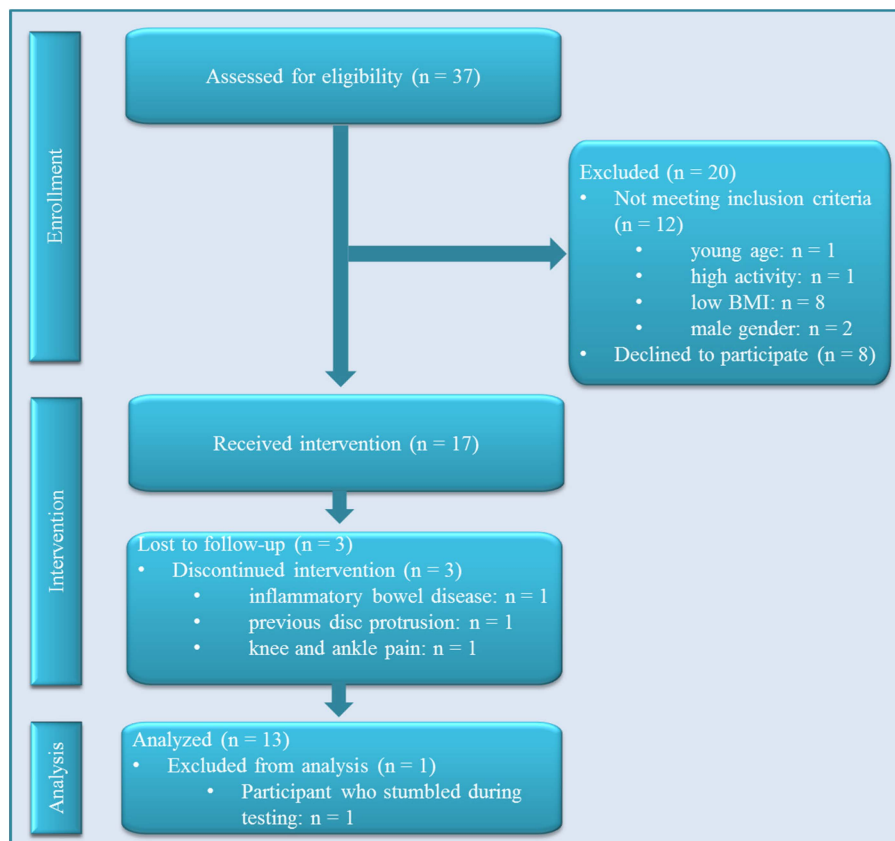 Enrollment
Assessed for eligibility (n = 37)
Excluded (n = 20)
• Not meeting inclusion criteria
(n = 12)
• young age: n = 1
• high activity: n = 1
• low BMI: n = 8
• male gender: n = 2
• Declined to participate (n = 8)
Intervention
Received intervention (n = 17)
Lost to follow-up (n = 3)
• Discontinued intervention (n = 3)
• inflammatory bowel disease: n = 1
• previous disc protrusion: n = 1
• knee and ankle pain: n = 1
Analysis
Analyzed (n = 13)
• Excluded from analysis (n = 1)
• Participant who stumbled during
testing: n = 1